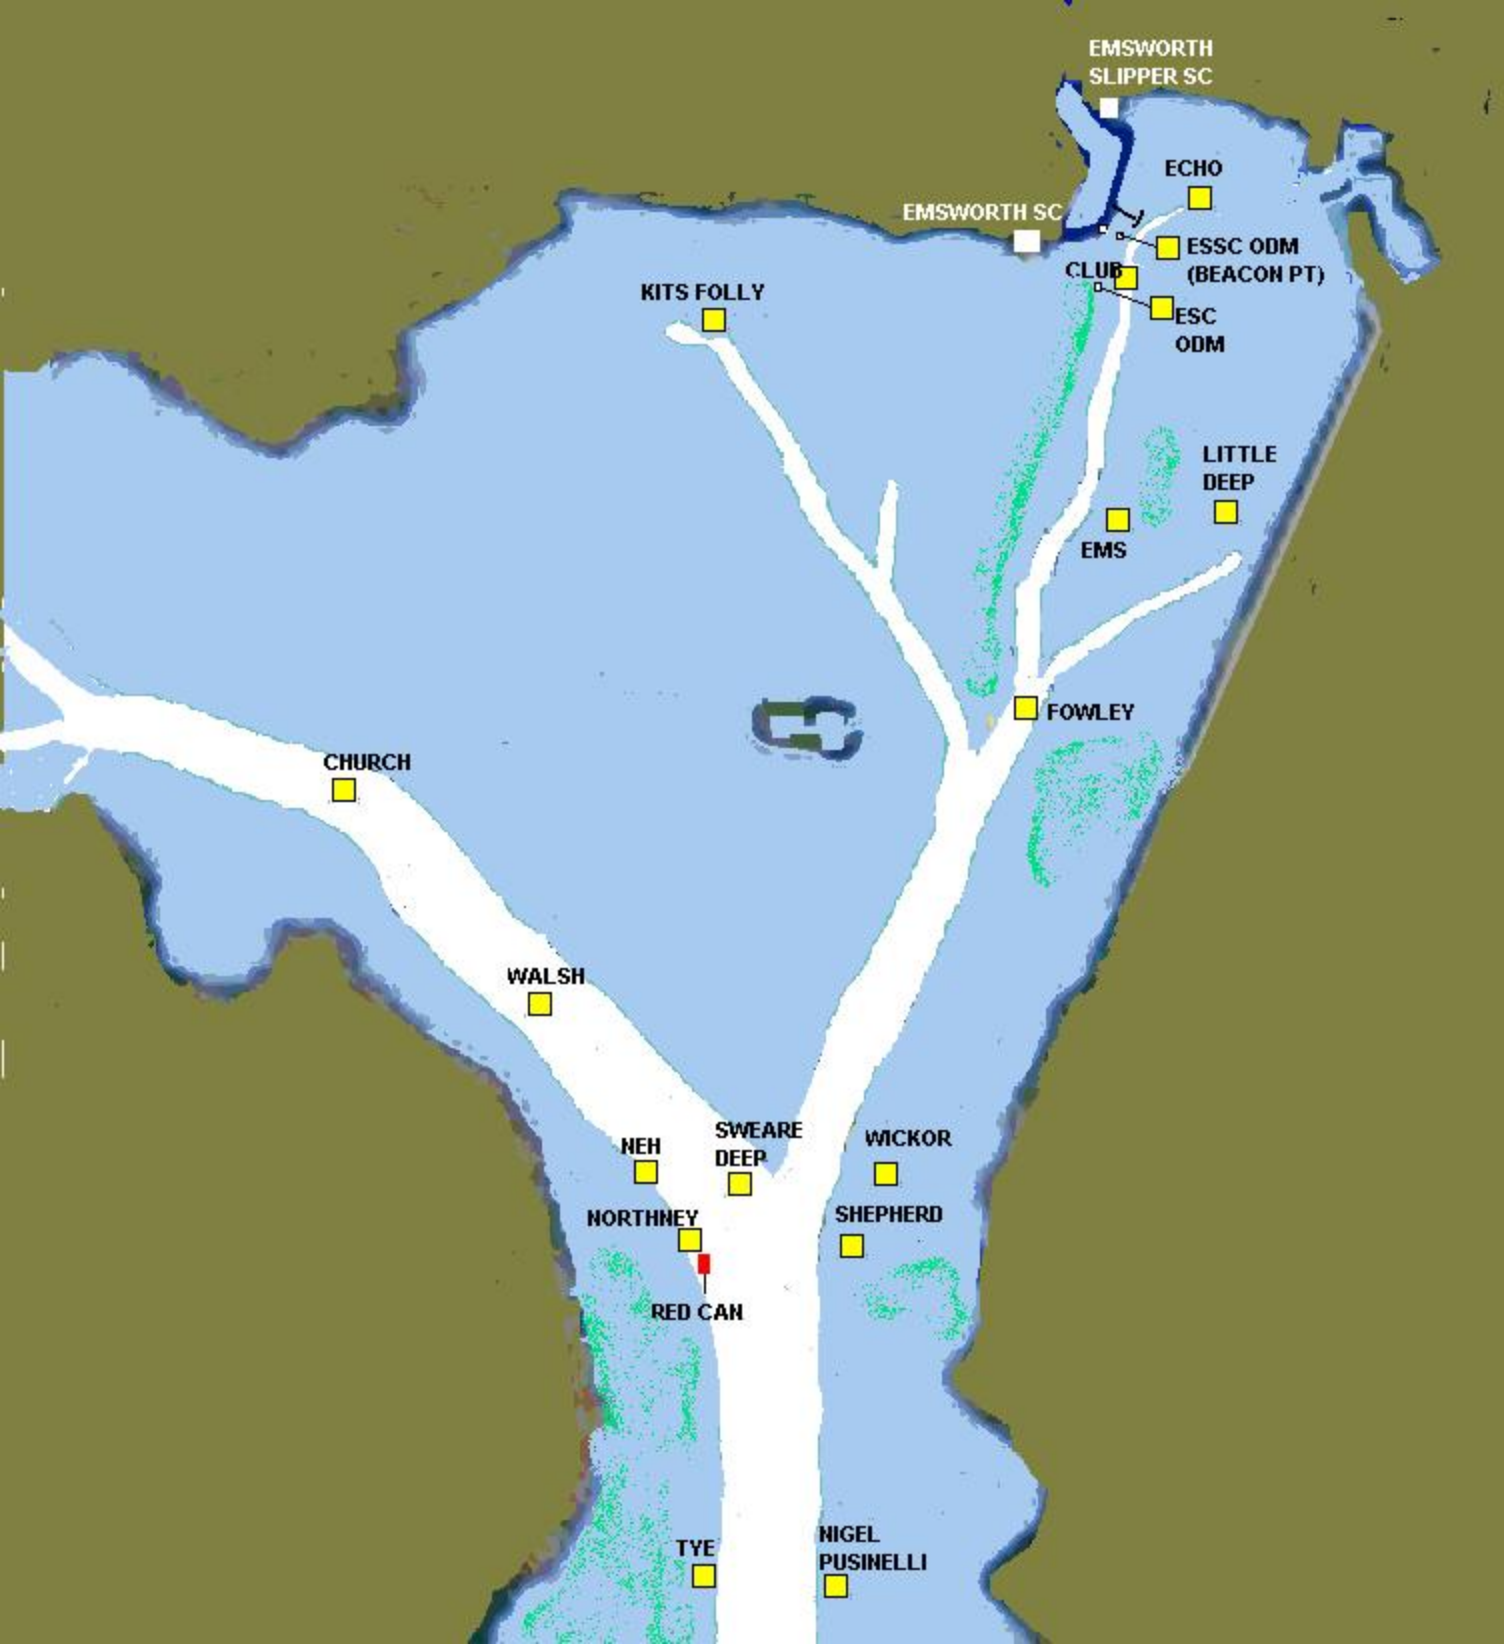 EMSWORTH
SLIPPER SC
ECHO
EMSWORTH SC
ESSC ODM
(BEACON PT)
CLUB
KITS FOLLY
ESC
ODM
LITTLE
DEEP
EMS
FOWLEY
CHURCH
WALSH
SWEARE
DEEP
WICKOR
NEH
NORTHNEY
SHEPHERD
RED CAN
NIGEL
PUSINELLI
TYE